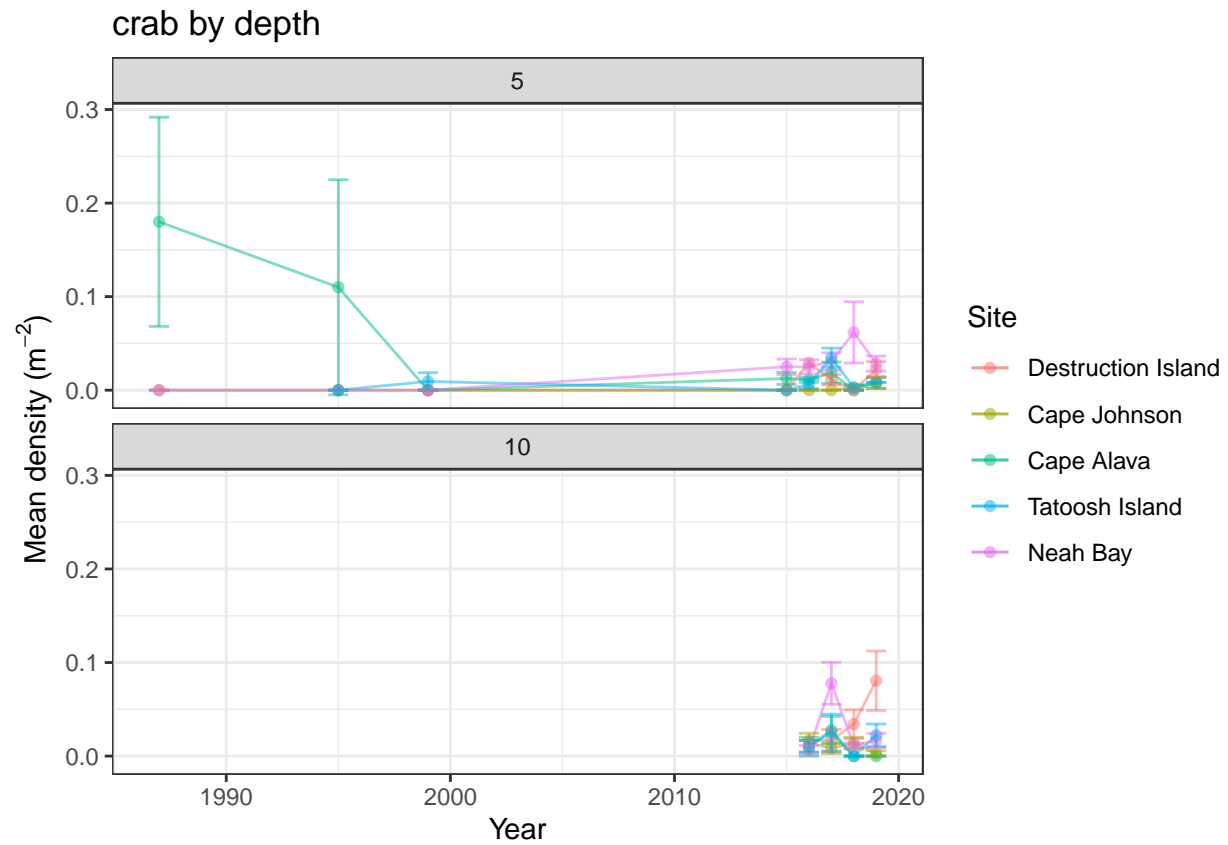 crab by depth
5
0.3
0.2
0.1
0.0
10
0.3
0.2
0.1
0.0
1990 2000 2010 2020
Year
Mean density (m⁻²)
Site
Destruction Island
Cape Johnson
Cape Alava
Tatoosh Island
Neah Bay